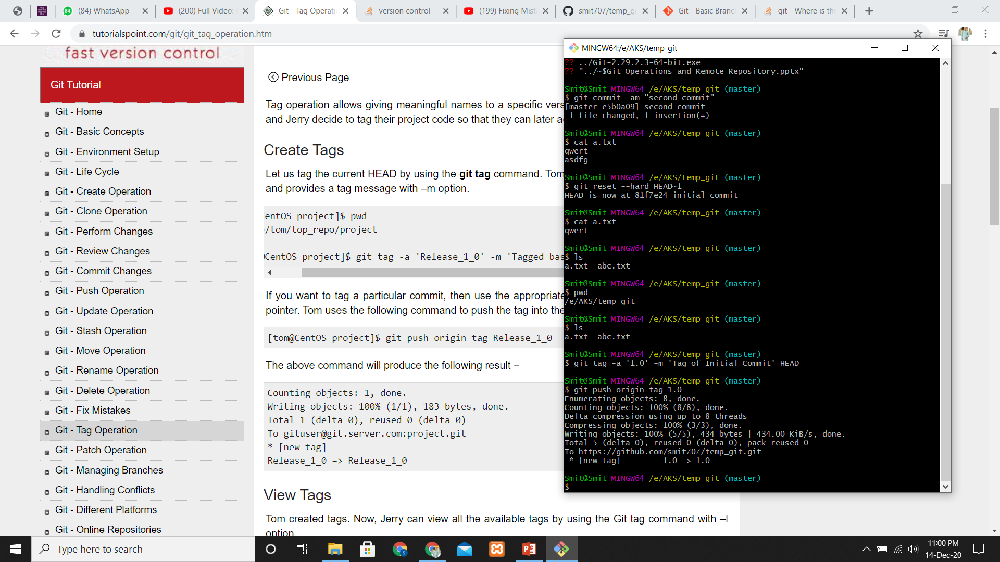 (84) WhatsApp
(200) Full Video:
Git - Tag Operati
version control -
(199) Fixing Mist
smit707/temp_gi
Git - Basic Branc
git - Where is the
tutorialspoint.com/git/git_tag_operation.htm
fast version control
Git Tutorial
Git - Home
Git - Basic Concepts
Git - Environment Setup
Git - Life Cycle
Git - Create Operation
Git - Clone Operation
Git - Perform Changes
Git - Review Changes
Git - Commit Changes
Git - Push Operation
Git - Update Operation
Git - Stash Operation
Git - Move Operation
Git - Rename Operation
Git - Delete Operation
Git - Fix Mistakes
Git - Tag Operation
Git - Patch Operation
Git - Managing Branches
Git - Handling Conflicts
Git - Different Platforms
Git - Online Repositories
Previous Page
Tag operation allows giving meaningful names to a specific vers
and Jerry decide to tag their project code so that they can later a
Create Tags
Let us tag the current HEAD by using the git tag command. Tom
and provides a tag message with –m option.
entOS project]$ pwd
/tom/top_repo/project
CentOS project]$ git tag -a 'Release_1_0' -m 'Tagged bas
If you want to tag a particular commit, then use the appropriate
pointer. Tom uses the following command to push the tag into the
[tom@CentOS project]$ git push origin tag Release_1_0
The above command will produce the following result −
Counting objects: 1, done.
Writing objects: 100% (1/1), 183 bytes, done.
Total 1 (delta 0), reused 0 (delta 0)
To gituser@git.server.com:project.git
* [new tag]
Release_1_0 −> Release_1_0
View Tags
Tom created tags. Now, Jerry can view all the available tags by using the Git tag command with –l
option
MINGW64:/e/AKS/temp_git
?? ../Git-2.29.2.3-64-bit.exe
?? "../~$Git Operations and Remote Repository.pptx"
Smit@Smit MINGW64 /e/AKS/temp_git (master)
$ git commit -am "second commit"
[master e5b0a09] second commit
1 file changed, 1 insertion(+)
Smit@Smit MINGW64 /e/AKS/temp_git (master)
$ cat a.txt
qwert
asdfg
Smit@Smit MINGW64 /e/AKS/temp_git (master)
$ git reset --hard HEAD~1
HEAD is now at 81f7e24 initial commit
Smit@Smit MINGW64 /e/AKS/temp_git (master)
$ cat a.txt
qwert
Smit@Smit MINGW64 /e/AKS/temp_git (master)
$ ls
a.txt  abc.txt
Smit@Smit MINGW64 /e/AKS/temp_git (master)
$ pwd
/e/AKS/temp_git
Smit@Smit MINGW64 /e/AKS/temp_git (master)
$ ls
a.txt  abc.txt
Smit@Smit MINGW64 /e/AKS/temp_git (master)
$ git tag -a '1.0' -m 'Tag of Initial Commit' HEAD
Smit@Smit MINGW64 /e/AKS/temp_git (master)
$ git push origin tag 1.0
Enumerating objects: 8, done.
Counting objects: 100% (8/8), done.
Delta compression using up to 8 threads
Compressing objects: 100% (3/3), done.
Writing objects: 100% (5/5), 434 bytes | 434.00 KiB/s, done.
Total 5 (delta 0), reused 0 (delta 0), pack-reused 0
To https://github.com/smit707/temp_git.git
* [new tag]         1.0 -> 1.0
Smit@Smit MINGW64 /e/AKS/temp_git (master)
$
Type here to search
11:00 PM
14-Dec-20